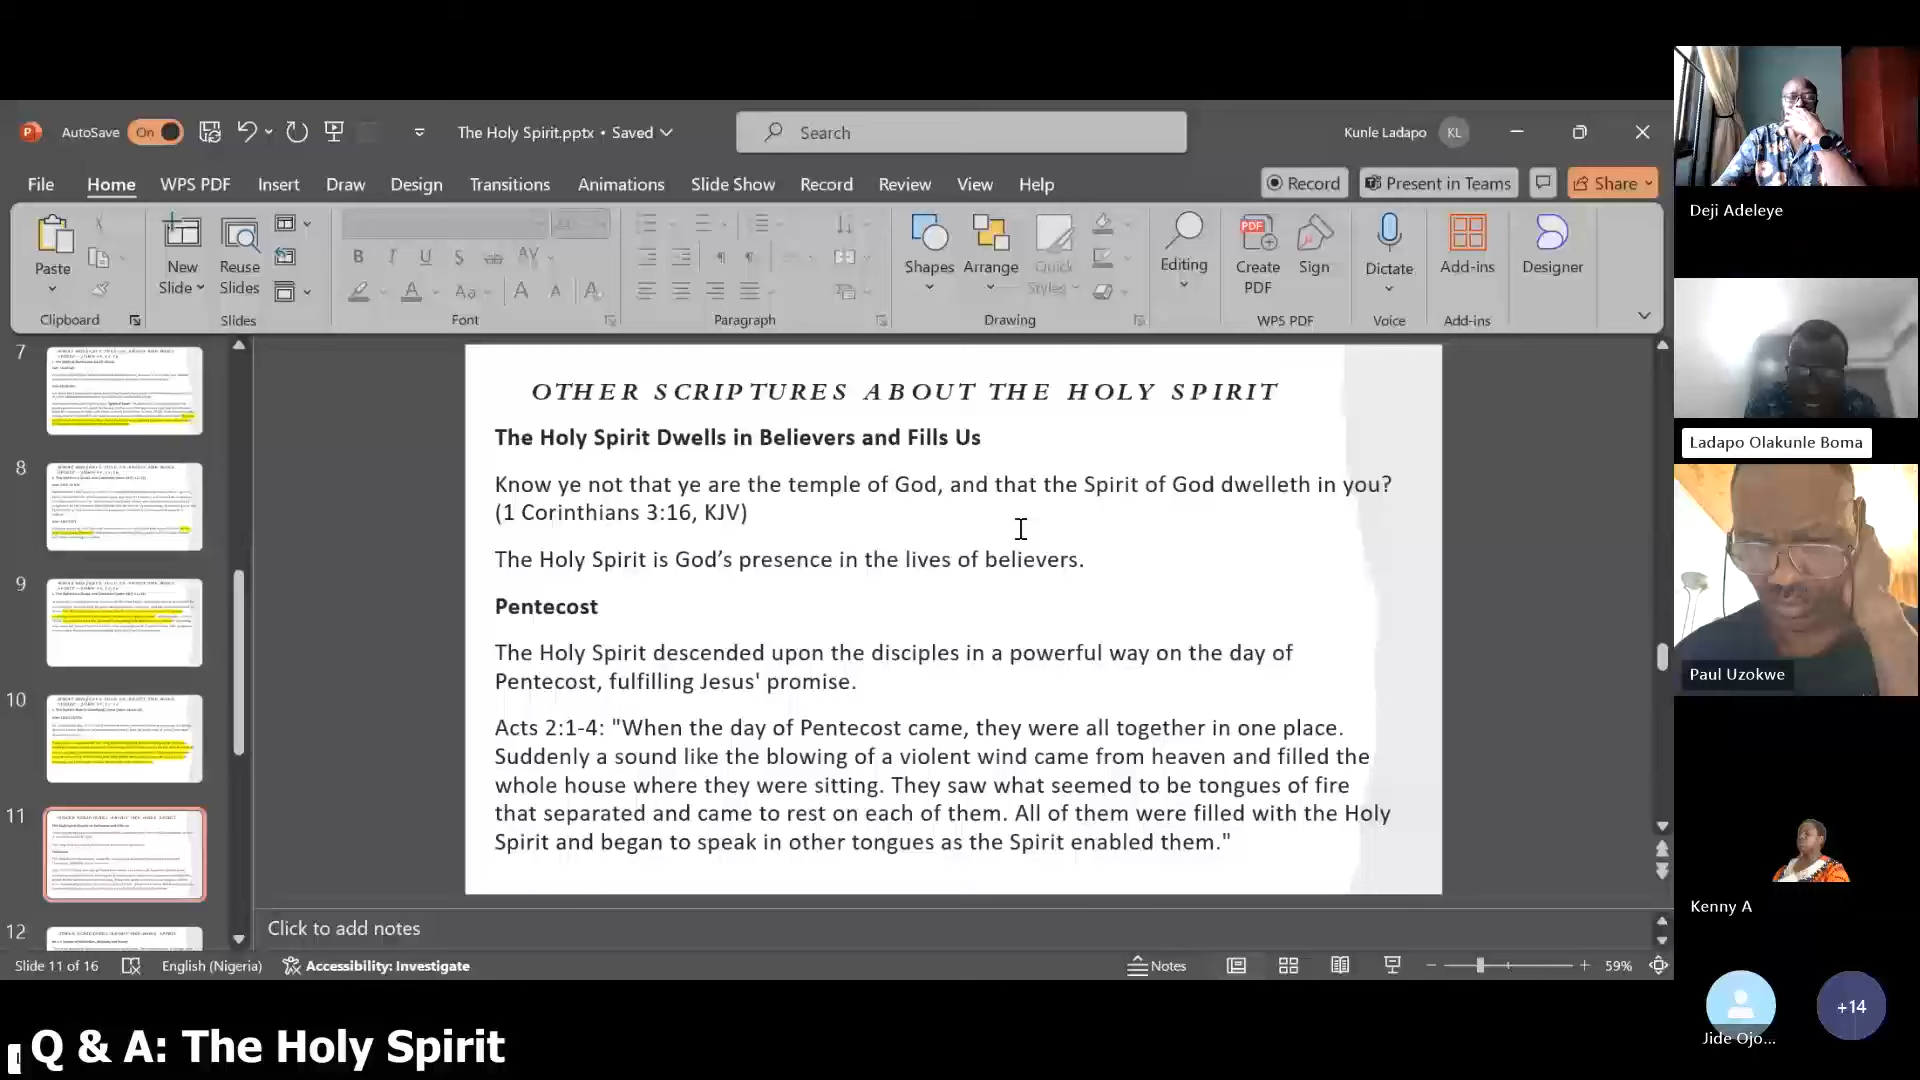 AutoSave On The Holy Spirit.pptx • Saved Search Kunle Ladapo KL
File Home WPS PDF Insert Draw Design Transitions Animations Slide Show Record Review View Help Record Present in Teams Share
Paste New Slide Reuse Slides B I U S ab AV Aa A A A Shapes Arrange Quick Styles Editing Create PDF Sign Dictate Add-ins Designer
Clipboard Slides Font Paragraph Drawing WPS PDF Voice Add-ins
7
8
9
10
11
12
OTHER SCRIPTURES ABOUT THE HOLY SPIRIT
The Holy Spirit Dwells in Believers and Fills Us
Know ye not that ye are the temple of God, and that the Spirit of God dwelleth in you?
(1 Corinthians 3:16, KJV)
The Holy Spirit is God's presence in the lives of believers.
Pentecost
The Holy Spirit descended upon the disciples in a powerful way on the day of
Pentecost, fulfilling Jesus' promise.
Acts 2:1-4: "When the day of Pentecost came, they were all together in one place.
Suddenly a sound like the blowing of a violent wind came from heaven and filled the
whole house where they were sitting. They saw what seemed to be tongues of fire
that separated and came to rest on each of them. All of them were filled with the Holy
Spirit and began to speak in other tongues as the Spirit enabled them."
Click to add notes
Slide 11 of 16 English (Nigeria) Accessibility: Investigate Notes 59%
Deji Adeleye
Ladapo Olakunle Boma
Paul Uzokwe
Kenny A
+14
Jide Ojo...
Q & A: The Holy Spirit